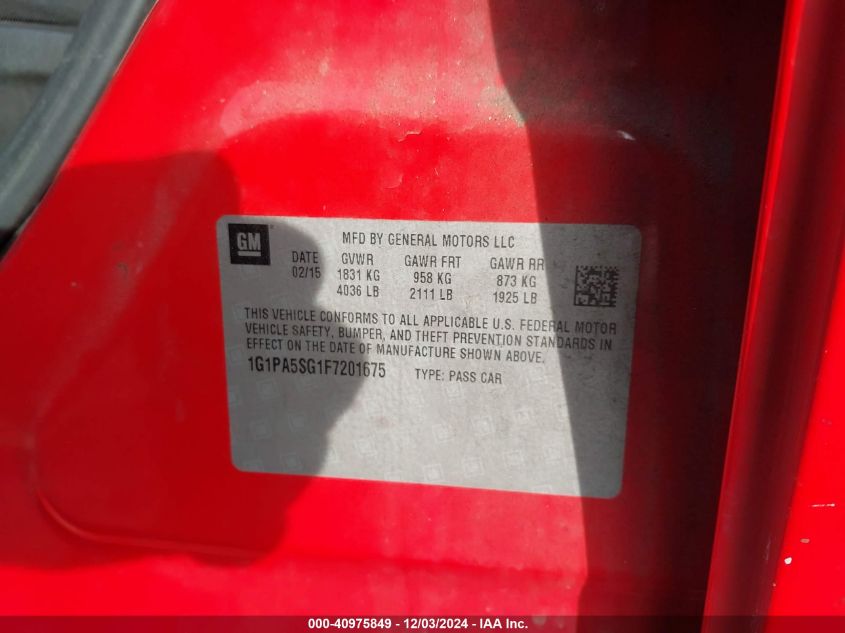 GM
MFD BY GENERAL MOTORS LLC
DATE GVWR GAWR FRT GAWR RR
02/15 1831 KG 958 KG 873 KG
4036 LB 2111 LB 1925 LB
THIS VEHICLE CONFORMS TO ALL APPLICABLE U.S. FEDERAL MOTOR
VEHICLE SAFETY, BUMPER, AND THEFT PREVENTION STANDARDS IN
EFFECT ON THE DATE OF MANUFACTURE SHOWN ABOVE.
1G1PA5SG1F7201675 TYPE: PASS CAR
000-40975849 - 12/03/2024 - IAA Inc.